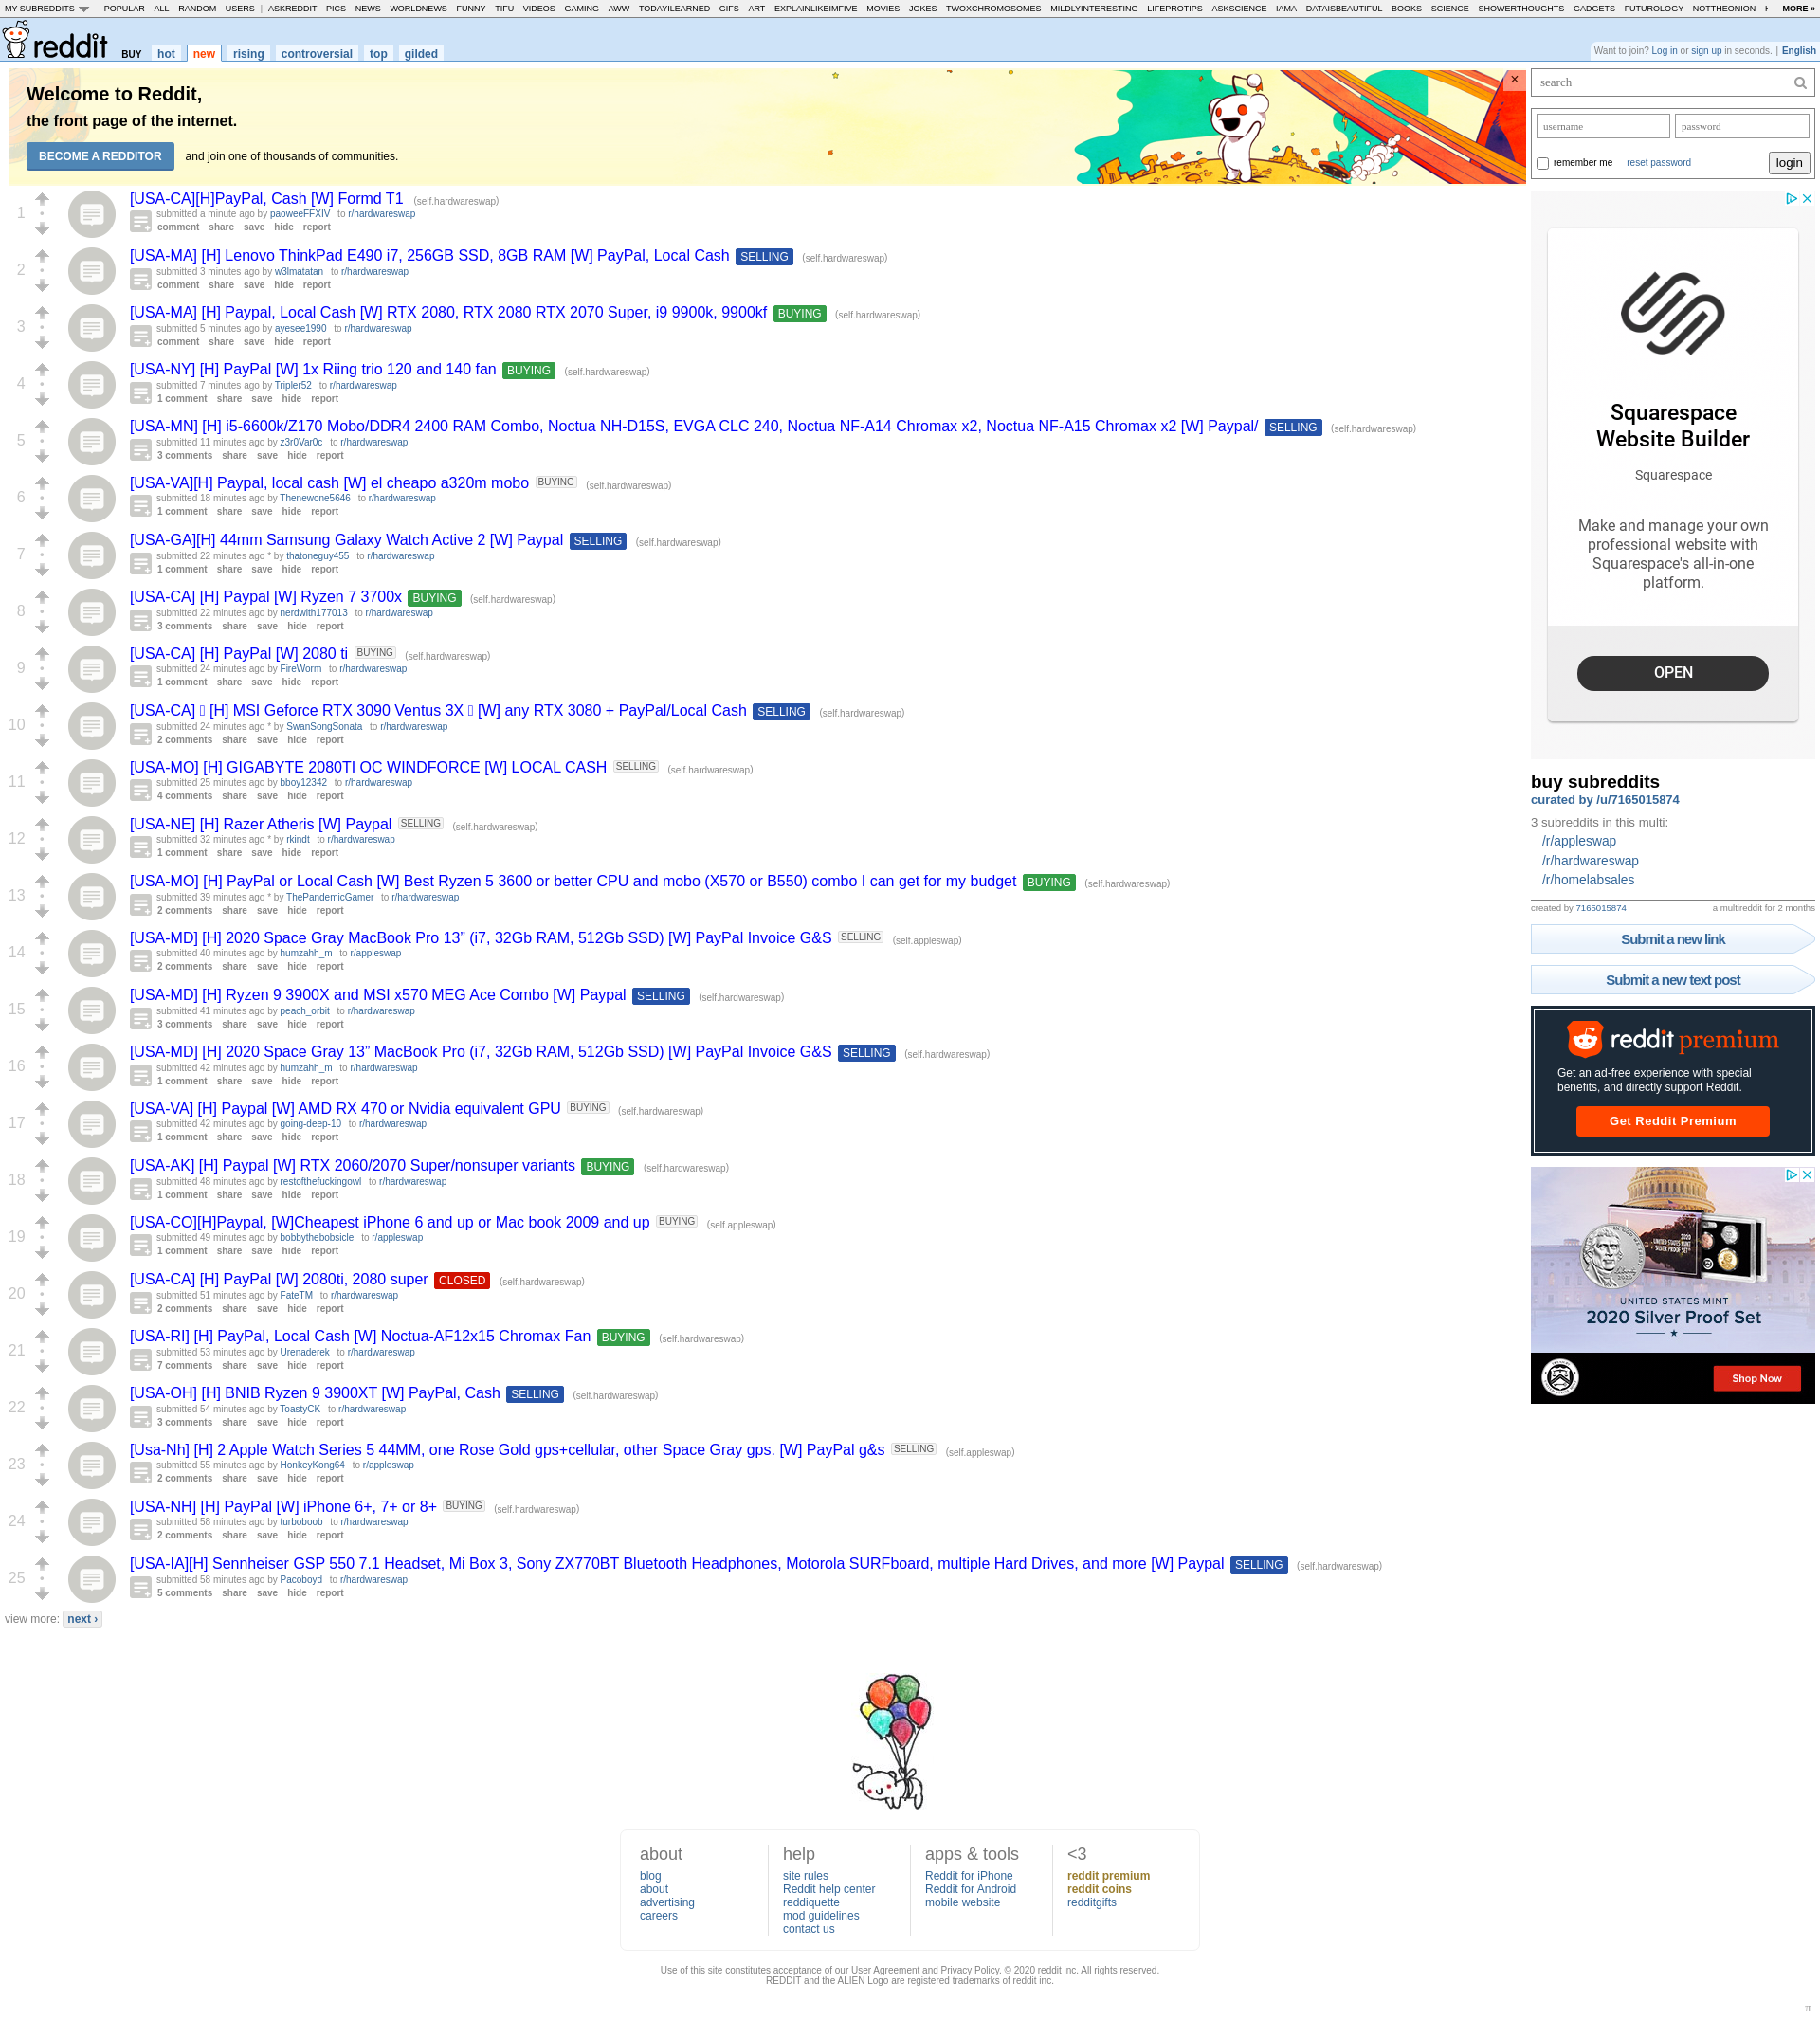 MY SUBREDDITS POPULAR - ALL - RANDOM - USERS | ASKREDDIT - PICS - NEWS - WORLDNEWS - FUNNY - TIFU - VIDEOS - GAMING - AWW - TODAYILEARNED - GIFS - ART - EXPLAINLIKEIMFIVE - MOVIES - JOKES - TWOXCHROMOSOMES - MILDLYINTERESTING - LIFEPROTIPS - ASKSCIENCE - IAMA - DATAISBEAUTIFUL - BOOKS - SCIENCE - SHOWERTHOUGHTS - GADGETS - FUTUROLOGY - NOTTHEONION - MORE »
reddit BUY hot new rising controversial top gilded
Want to join? Log in or sign up in seconds. | English
Welcome to Reddit,
the front page of the internet.
BECOME A REDDITOR and join one of thousands of communities.
×
1
[USA-CA][H]PayPal, Cash [W] Formd T1 (self.hardwareswap)
submitted a minute ago by paoweeFFXIV to r/hardwareswap
comment share save hide report
2
[USA-MA] [H] Lenovo ThinkPad E490 i7, 256GB SSD, 8GB RAM [W] PayPal, Local Cash SELLING (self.hardwareswap)
submitted 3 minutes ago by w3lmatatan to r/hardwareswap
comment share save hide report
3
[USA-MA] [H] Paypal, Local Cash [W] RTX 2080, RTX 2080 RTX 2070 Super, i9 9900k, 9900kf BUYING (self.hardwareswap)
submitted 5 minutes ago by ayesee1990 to r/hardwareswap
comment share save hide report
4
[USA-NY] [H] PayPal [W] 1x Riing trio 120 and 140 fan BUYING (self.hardwareswap)
submitted 7 minutes ago by Tripler52 to r/hardwareswap
1 comment share save hide report
5
[USA-MN] [H] i5-6600k/Z170 Mobo/DDR4 2400 RAM Combo, Noctua NH-D15S, EVGA CLC 240, Noctua NF-A14 Chromax x2, Noctua NF-A15 Chromax x2 [W] Paypal/ SELLING (self.hardwareswap)
submitted 11 minutes ago by z3r0Var0c to r/hardwareswap
3 comments share save hide report
6
[USA-VA][H] Paypal, local cash [W] el cheapo a320m mobo BUYING (self.hardwareswap)
submitted 18 minutes ago by Thenewone5646 to r/hardwareswap
1 comment share save hide report
7
[USA-GA][H] 44mm Samsung Galaxy Watch Active 2 [W] Paypal SELLING (self.hardwareswap)
submitted 22 minutes ago * by thatoneguy455 to r/hardwareswap
1 comment share save hide report
8
[USA-CA] [H] Paypal [W] Ryzen 7 3700x BUYING (self.hardwareswap)
submitted 22 minutes ago by nerdwith177013 to r/hardwareswap
3 comments share save hide report
9
[USA-CA] [H] PayPal [W] 2080 ti BUYING (self.hardwareswap)
submitted 24 minutes ago by FireWorm to r/hardwareswap
1 comment share save hide report
10
[USA-CA] [H] MSI Geforce RTX 3090 Ventus 3X [W] any RTX 3080 + PayPal/Local Cash SELLING (self.hardwareswap)
submitted 24 minutes ago * by SwanSongSonata to r/hardwareswap
2 comments share save hide report
11
[USA-MO] [H] GIGABYTE 2080TI OC WINDFORCE [W] LOCAL CASH SELLING (self.hardwareswap)
submitted 25 minutes ago by bboy12342 to r/hardwareswap
4 comments share save hide report
12
[USA-NE] [H] Razer Atheris [W] Paypal SELLING (self.hardwareswap)
submitted 32 minutes ago * by rkindt to r/hardwareswap
1 comment share save hide report
13
[USA-MO] [H] PayPal or Local Cash [W] Best Ryzen 5 3600 or better CPU and mobo (X570 or B550) combo I can get for my budget BUYING (self.hardwareswap)
submitted 39 minutes ago * by ThePandemicGamer to r/hardwareswap
2 comments share save hide report
14
[USA-MD] [H] 2020 Space Gray MacBook Pro 13” (i7, 32Gb RAM, 512Gb SSD) [W] PayPal Invoice G&S SELLING (self.appleswap)
submitted 40 minutes ago by humzahh_m to r/appleswap
2 comments share save hide report
15
[USA-MD] [H] Ryzen 9 3900X and MSI x570 MEG Ace Combo [W] Paypal SELLING (self.hardwareswap)
submitted 41 minutes ago by peach_orbit to r/hardwareswap
3 comments share save hide report
16
[USA-MD] [H] 2020 Space Gray 13” MacBook Pro (i7, 32Gb RAM, 512Gb SSD) [W] PayPal Invoice G&S SELLING (self.hardwareswap)
submitted 42 minutes ago by humzahh_m to r/hardwareswap
1 comment share save hide report
17
[USA-VA] [H] Paypal [W] AMD RX 470 or Nvidia equivalent GPU BUYING (self.hardwareswap)
submitted 42 minutes ago by going-deep-10 to r/hardwareswap
1 comment share save hide report
18
[USA-AK] [H] Paypal [W] RTX 2060/2070 Super/nonsuper variants BUYING (self.hardwareswap)
submitted 48 minutes ago by restofthefuckingowl to r/hardwareswap
1 comment share save hide report
19
[USA-CO][H]Paypal, [W]Cheapest iPhone 6 and up or Mac book 2009 and up BUYING (self.appleswap)
submitted 49 minutes ago by bobbythebobsicle to r/appleswap
1 comment share save hide report
20
[USA-CA] [H] PayPal [W] 2080ti, 2080 super CLOSED (self.hardwareswap)
submitted 51 minutes ago by FateTM to r/hardwareswap
2 comments share save hide report
21
[USA-RI] [H] PayPal, Local Cash [W] Noctua-AF12x15 Chromax Fan BUYING (self.hardwareswap)
submitted 53 minutes ago by Urenaderek to r/hardwareswap
7 comments share save hide report
22
[USA-OH] [H] BNIB Ryzen 9 3900XT [W] PayPal, Cash SELLING (self.hardwareswap)
submitted 54 minutes ago by ToastyCK to r/hardwareswap
3 comments share save hide report
23
[Usa-Nh] [H] 2 Apple Watch Series 5 44MM, one Rose Gold gps+cellular, other Space Gray gps. [W] PayPal g&s SELLING (self.appleswap)
submitted 55 minutes ago by HonkeyKong64 to r/appleswap
2 comments share save hide report
24
[USA-NH] [H] PayPal [W] iPhone 6+, 7+ or 8+ BUYING (self.hardwareswap)
submitted 58 minutes ago by turboboob to r/hardwareswap
2 comments share save hide report
25
[USA-IA][H] Sennheiser GSP 550 7.1 Headset, Mi Box 3, Sony ZX770BT Bluetooth Headphones, Motorola SURFboard, multiple Hard Drives, and more [W] Paypal SELLING (self.hardwareswap)
submitted 58 minutes ago by Pacoboyd to r/hardwareswap
5 comments share save hide report
view more: next ›
search
username password
remember me reset password login
Squarespace
Website Builder
Squarespace
Make and manage your own
professional website with
Squarespace's all-in-one
platform.
OPEN
buy subreddits
curated by /u/7165015874
3 subreddits in this multi:
/r/appleswap
/r/hardwareswap
/r/homelabsales
created by 7165015874 a multireddit for 2 months
Submit a new link
Submit a new text post
reddit premium
Get an ad-free experience with special
benefits, and directly support Reddit.
Get Reddit Premium
UNITED STATES MINT
2020 Silver Proof Set
Shop Now
about
blog
about
advertising
careers
help
site rules
Reddit help center
reddiquette
mod guidelines
contact us
apps & tools
Reddit for iPhone
Reddit for Android
mobile website
<3
reddit premium
reddit coins
redditgifts
Use of this site constitutes acceptance of our User Agreement and Privacy Policy. © 2020 reddit inc. All rights reserved.
REDDIT and the ALIEN Logo are registered trademarks of reddit inc.
π